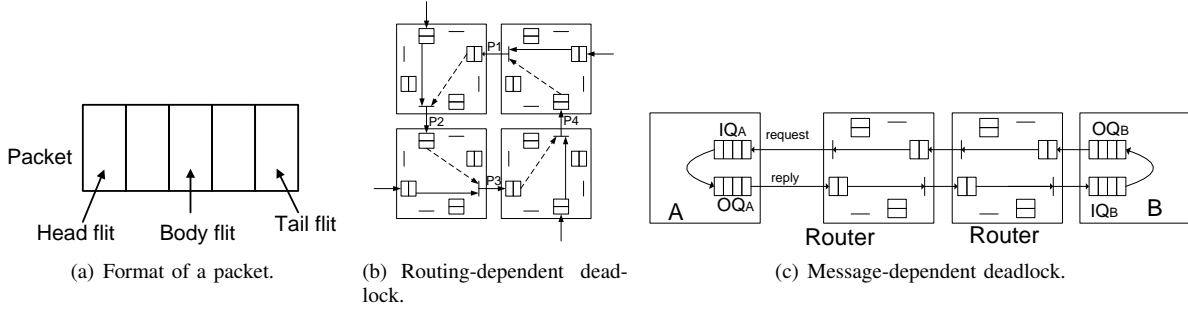 Packet
Head flit
Body flit
Tail flit
(a) Format of a packet.
P1
P2
P4
P3
(b) Routing-dependent dead-
lock.
IQA
request
OQB
reply
A
OQA
IQB
B
Router
Router
(c) Message-dependent deadlock.